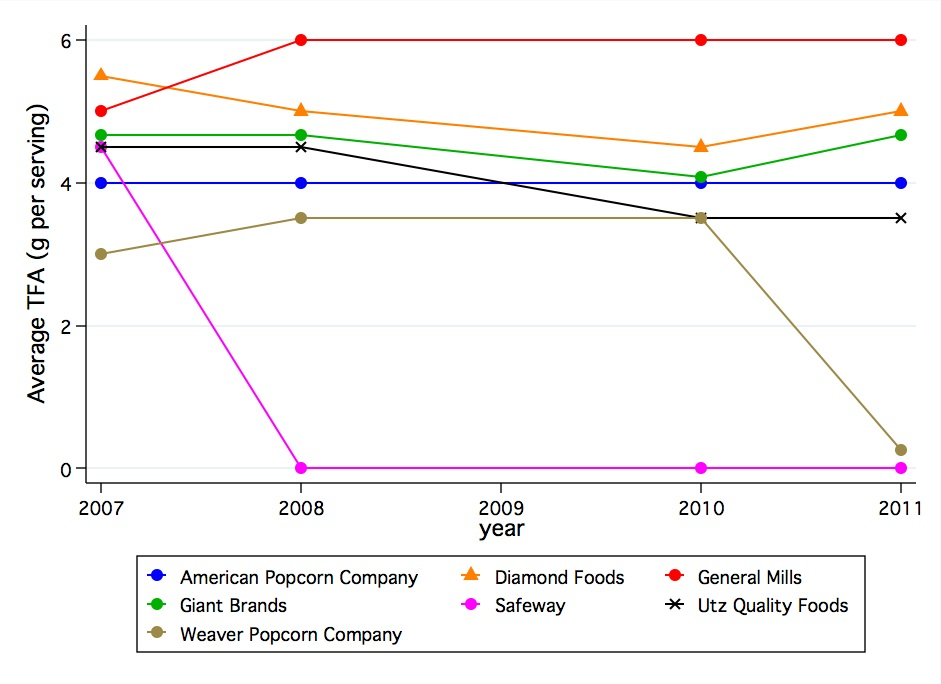 Average TFA (g per serving)
6
4
2
0
2007 2008 2009 2010 2011
year
American Popcorn Company Diamond Foods General Mills
Giant Brands Safeway Utz Quality Foods
Weaver Popcorn Company